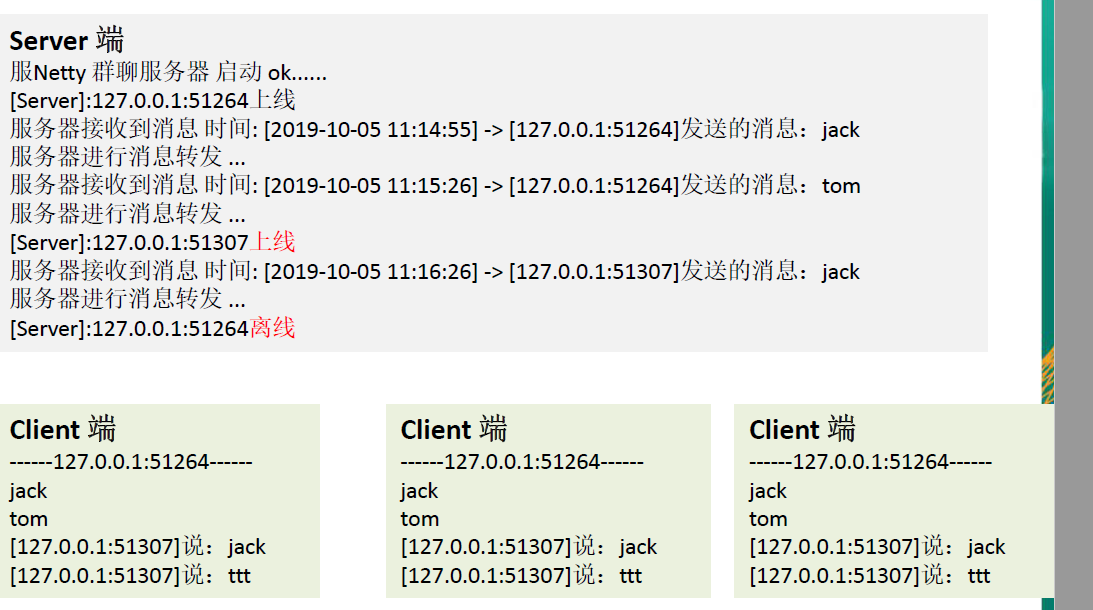 Server 端
服Netty 群聊服务器 启动 ok......
[Server]:127.0.0.1:51264上线
服务器接收到消息 时间: [2019-10-05 11:14:55] -> [127.0.0.1:51264]发送的消息：jack
服务器进行消息转发 ...
服务器接收到消息 时间: [2019-10-05 11:15:26] -> [127.0.0.1:51264]发送的消息：tom
服务器进行消息转发 ...
[Server]:127.0.0.1:51307上线
服务器接收到消息 时间: [2019-10-05 11:16:26] -> [127.0.0.1:51307]发送的消息：jack
服务器进行消息转发 ...
[Server]:127.0.0.1:51264离线
Client 端
------127.0.0.1:51264------
jack
tom
[127.0.0.1:51307]说：jack
[127.0.0.1:51307]说：ttt
Client 端
------127.0.0.1:51264------
jack
tom
[127.0.0.1:51307]说：jack
[127.0.0.1:51307]说：ttt
Client 端
------127.0.0.1:51264------
jack
tom
[127.0.0.1:51307]说：jack
[127.0.0.1:51307]说：ttt